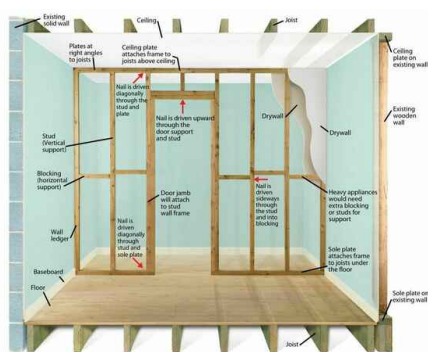 Existing
solid wall
Ceiling
Joist
Plates at
right angles
to joists
Ceiling plate
attaches frame to
joists above ceiling
Ceiling
plate on
existing wall
Nail is driven
diagonally
through the
stud and
plate
Nail is driven upward
through the
door support
and stud
Drywall
Drywall
Existing
wooden
wall
Stud
(Vertical
support)
Blocking
(horizontal
support)
Door jamb
will attach
to stud
wall frame
Nail is
driven
sideways
through
the stud
and into
blocking
Heavy appliances
would need
extra blocking
or studs for
support
Wall
ledger
Nail is
driven
diagonally
through
stud and
sole plate
Sole plate
attaches frame
to joists under
the floor
Baseboard
Floor
Sole plate on
existing wall
Joist